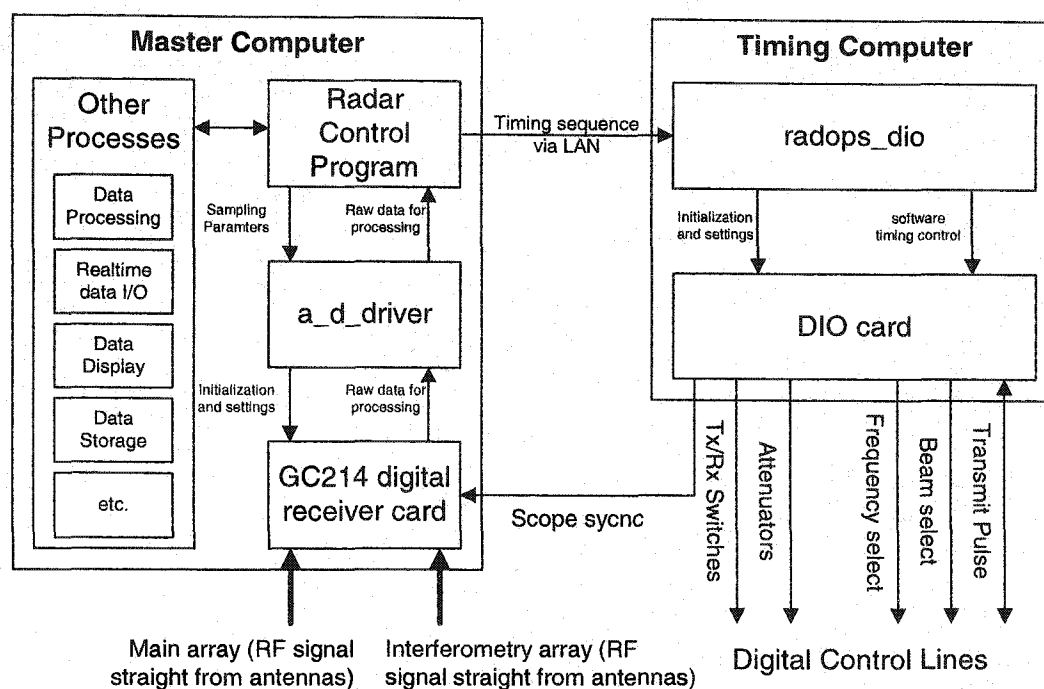 Master Computer
Other
Processes
Data
Processing
Realtime
data I/O
Data
Display
Data
Storage
etc.
Radar
Control
Program
Sampling
Paramters
Raw data for
processing
a_d_driver
Initialization
and settings
Raw data for
processing
GC214 digital
receiver card
Main array (RF signal
straight from antennas)
Interferometry array (RF
signal straight from antennas)
Timing sequence
via LAN
Scope sycnc
Timing Computer
radops_dio
Initialization
and settings
software
timing control
DIO card
Tx/Rx Switches
Attenuators
Frequency select
Beam select
Transmit Pulse
Digital Control Lines